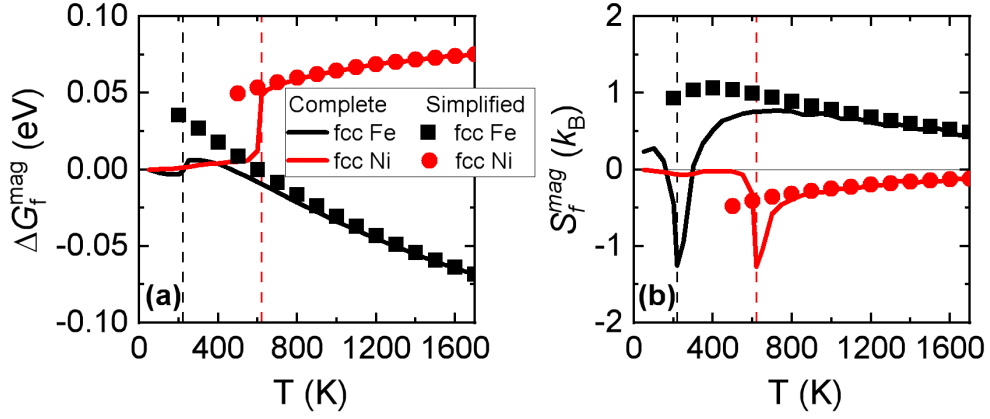 0.10
0.05
0.00
-0.05
-0.10
ΔG_f^mag (eV)
(a)
0 400 800 1200 1600
T (K)
Complete Simplified
fcc Fe fcc Fe
fcc Ni fcc Ni
2
1
0
-1
-2
S_f^mag (k_B)
(b)
0 400 800 1200 1600
T (K)